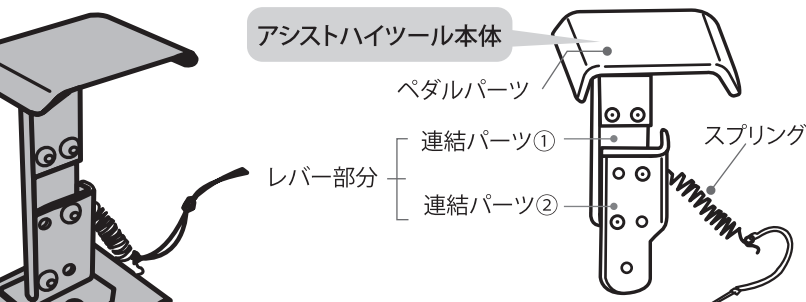 アシストハイツール本体
ペダルパーツ
連結パーツ①
スプリング
レバー部分
連結パーツ②